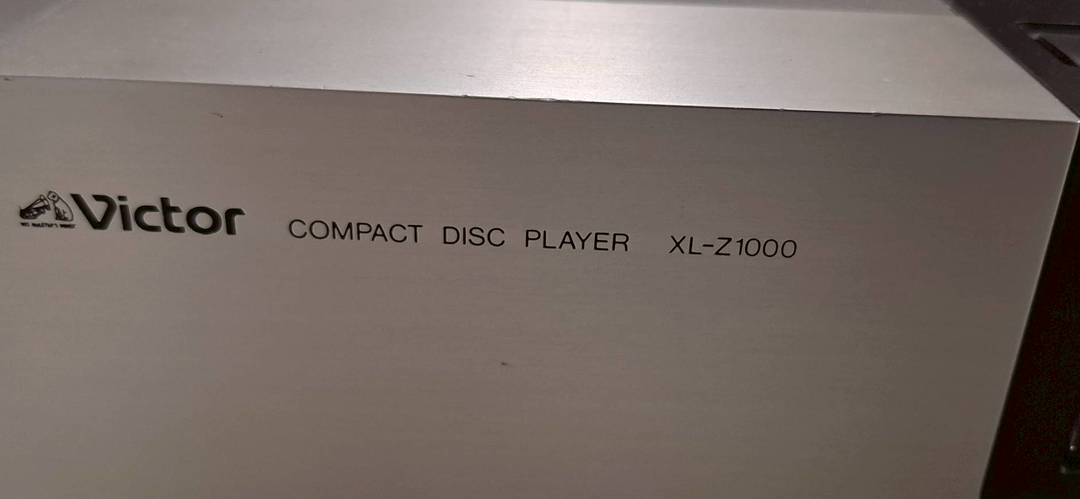 Victor COMPACT DISC PLAYER XL-Z1000